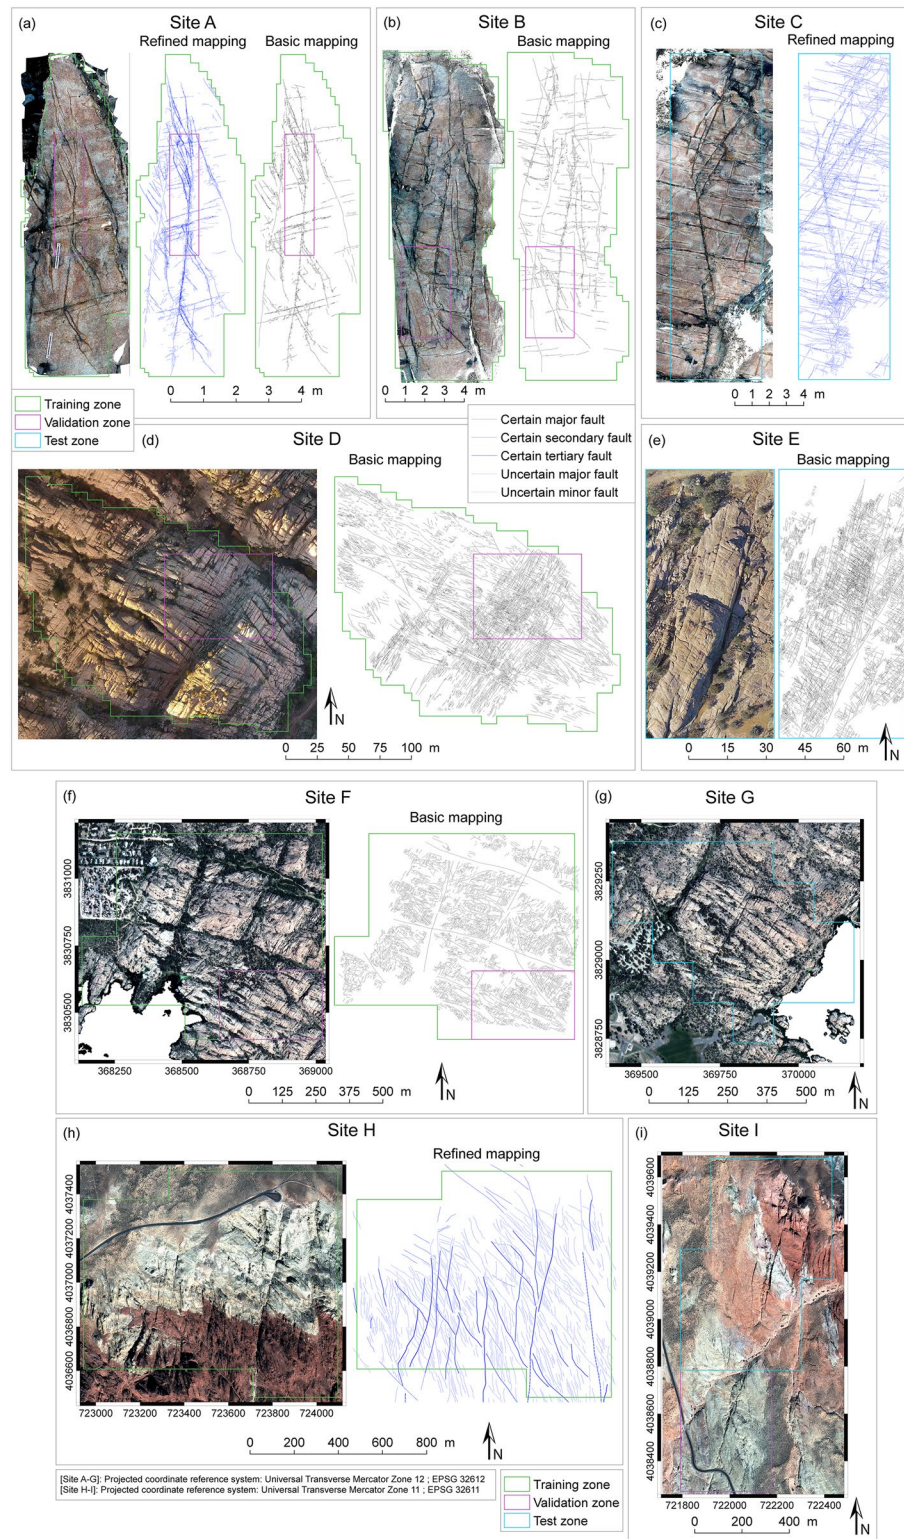 (a)
Site A
Refined mapping
Basic mapping
0 1 2 3 4 m
(b)
Site B
Basic mapping
0 1 2 3 4 m
(c)
Site C
Refined mapping
0 1 2 3 4 m
Training zone
Validation zone
Test zone
Certain major fault
Certain secondary fault
Certain tertiary fault
Uncertain major fault
Uncertain minor fault
Site D
(d)
Basic mapping
N
0 25 50 75 100 m
(e)
Site E
Basic mapping
0 15 30 45 60 m
N
(f)
Site F
Basic mapping
3831000
3830750
3830500
368250 368500 368750 369000
0 125 250 375 500 m
N
(g)
Site G
3829250
3829000
3828750
369500 369750 370000
0 125 250 375 500 m
N
(h)
Site H
Refined mapping
4037400
4037200
4037000
4036800
4036600
723000 723200 723400 723600 723800 724000
0 200 400 600 800 m
N
(i)
Site I
4039600
4039400
4039200
4039000
4038800
4038600
4038400
721800 722000 722200 722400
0 200 400 m
N
[Site A-G]: Projected coordinate reference system: Universal Transverse Mercator Zone 12 ; EPSG 32612
[Site H-I]: Projected coordinate reference system: Universal Transverse Mercator Zone 11 ; EPSG 32611
Training zone
Validation zone
Test zone